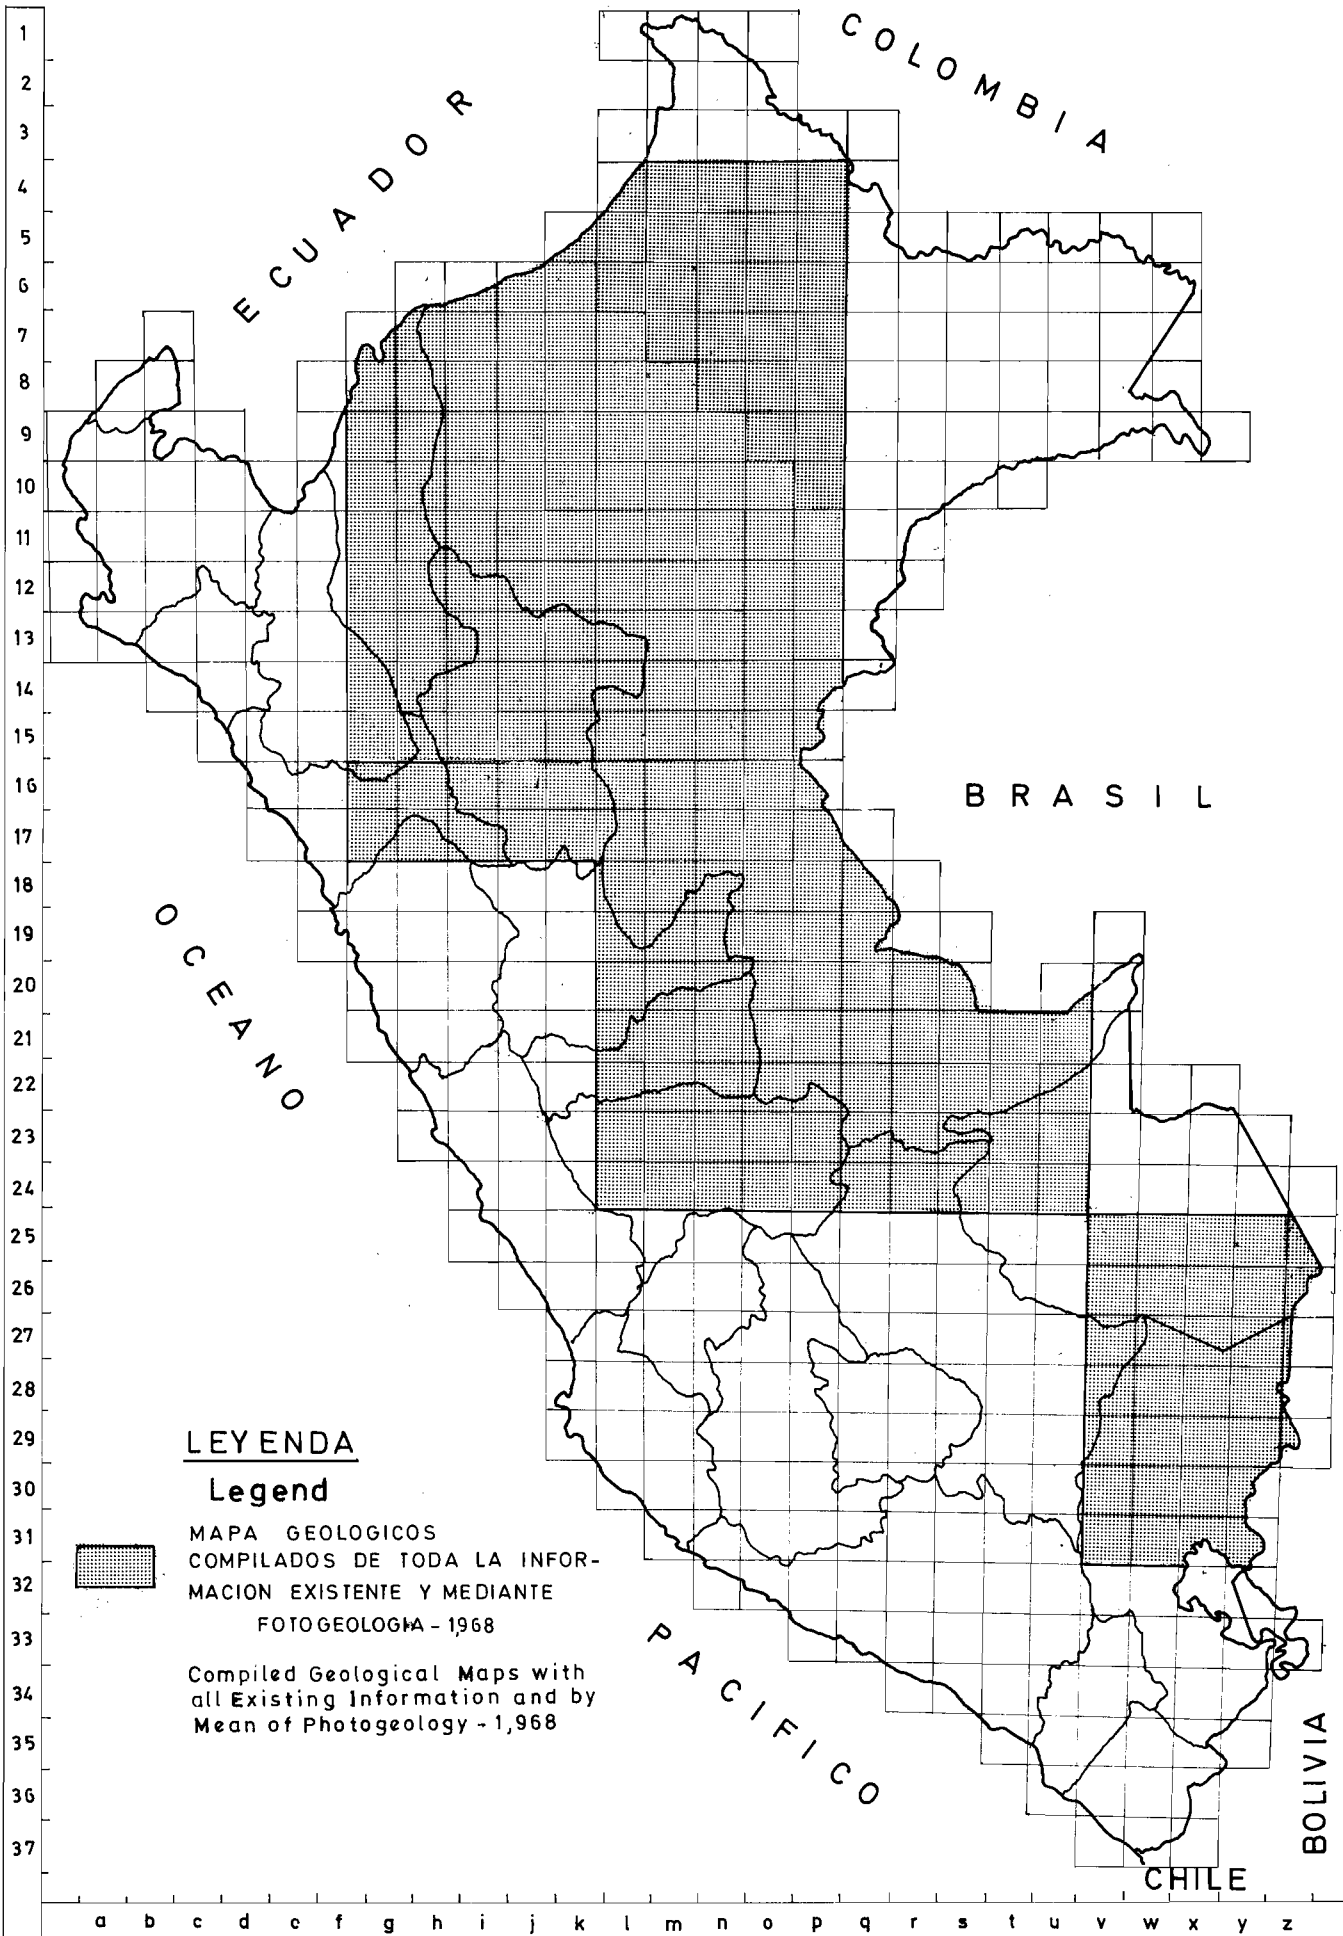 COLOMBIA
ECUADOR
BRASIL
OCEANO
PACIFICO
BOLIVIA
CHILE
LEYENDA
Legend
MAPA GEOLOGICOS
COMPILADOS DE TODA LA INFOR-
MACION EXISTENTE Y MEDIANTE
FOTOGEOLOGIA - 1,968
Compiled Geological Maps with
all Existing Information and by
Mean of Photogeology - 1,968
1
2
3
4
5
6
7
8
9
10
11
12
13
14
15
16
17
18
19
20
21
22
23
24
25
26
27
28
29
30
31
32
33
34
35
36
37
a b c d e f g h i j k l m n o p q r s t u v w x y z